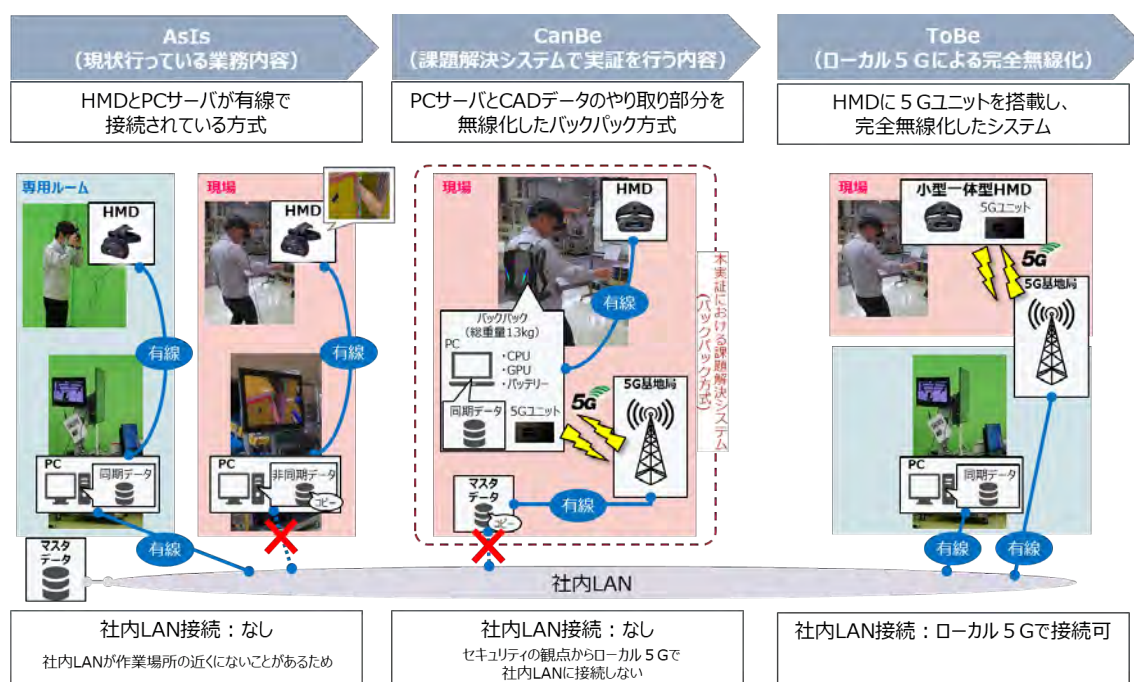 AsIs
(現状行っている業務内容)
CanBe
(課題解決システムで実証を行う内容)
ToBe
(ローカル5Gによる完全無線化)
HMDとPCサーバが有線で
接続されている方式
PCサーバとCADデータのやり取り部分を
無線化したバックパック方式
HMDに5Gユニットを搭載し、
完全無線化したシステム
専用ルーム
HMD
有線
PC
同期データ
有線
マスタ
データ
現場
HMD
有線
PC
非同期データ
コピー
現場
HMD
有線
バックパック
(総重量13kg)
PC
・CPU
・GPU
・バッテリー
同期データ
5Gユニット
5G
5G基地局
マスタ
データ
コピー
有線
本実証における課題解決システム
(バックパック方式)
現場
小型一体型HMD
5Gユニット
5G
5G基地局
PC
同期データ
有線
有線
社内LAN
社内LAN接続:なし
社内LANが作業場所の近くにないことがあるため
社内LAN接続:なし
セキュリティの観点からローカル5Gで
社内LANに接続しない
社内LAN接続:ローカル5Gで接続可